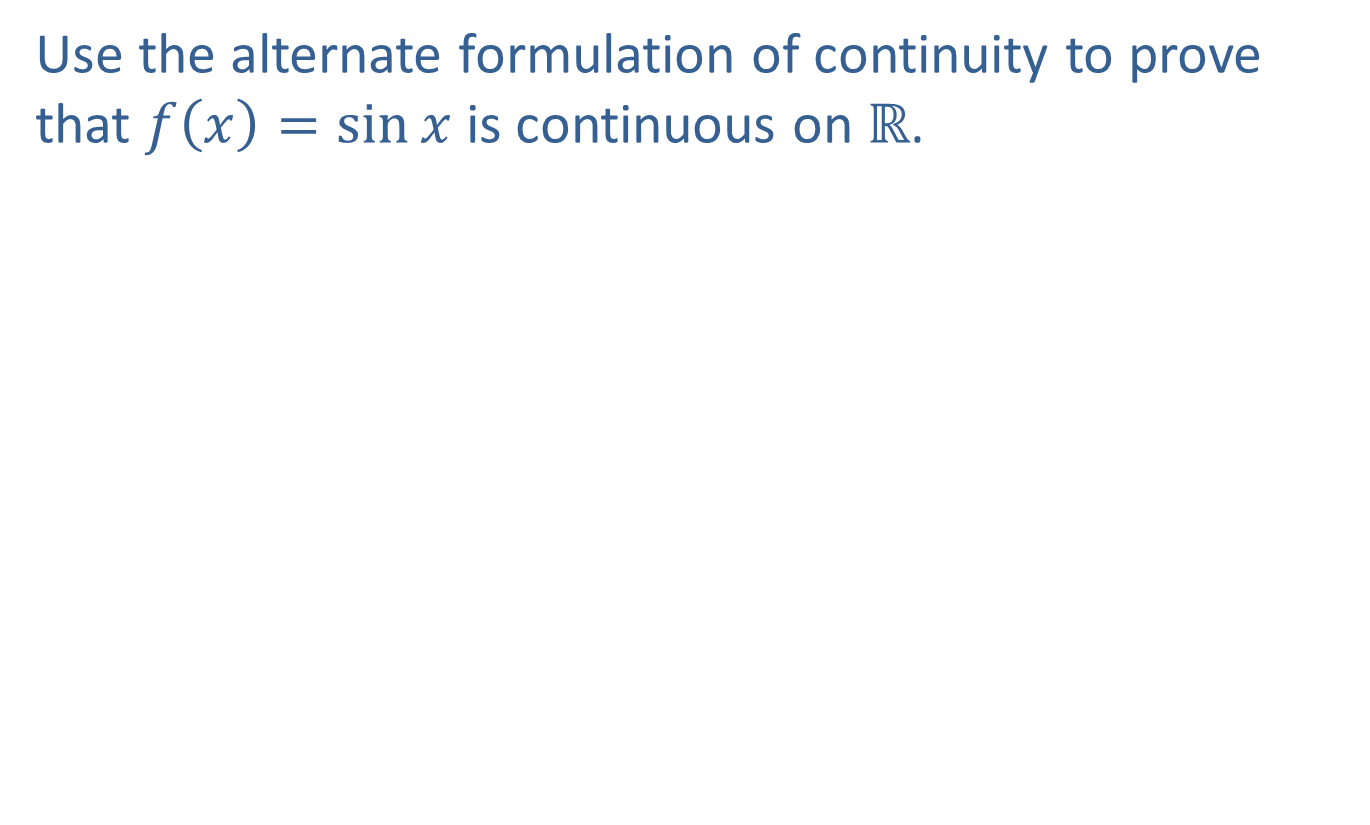 Use the alternate formulation of continuity to prove
that 𝑓(𝑥) = sin 𝑥 is continuous on ℝ.